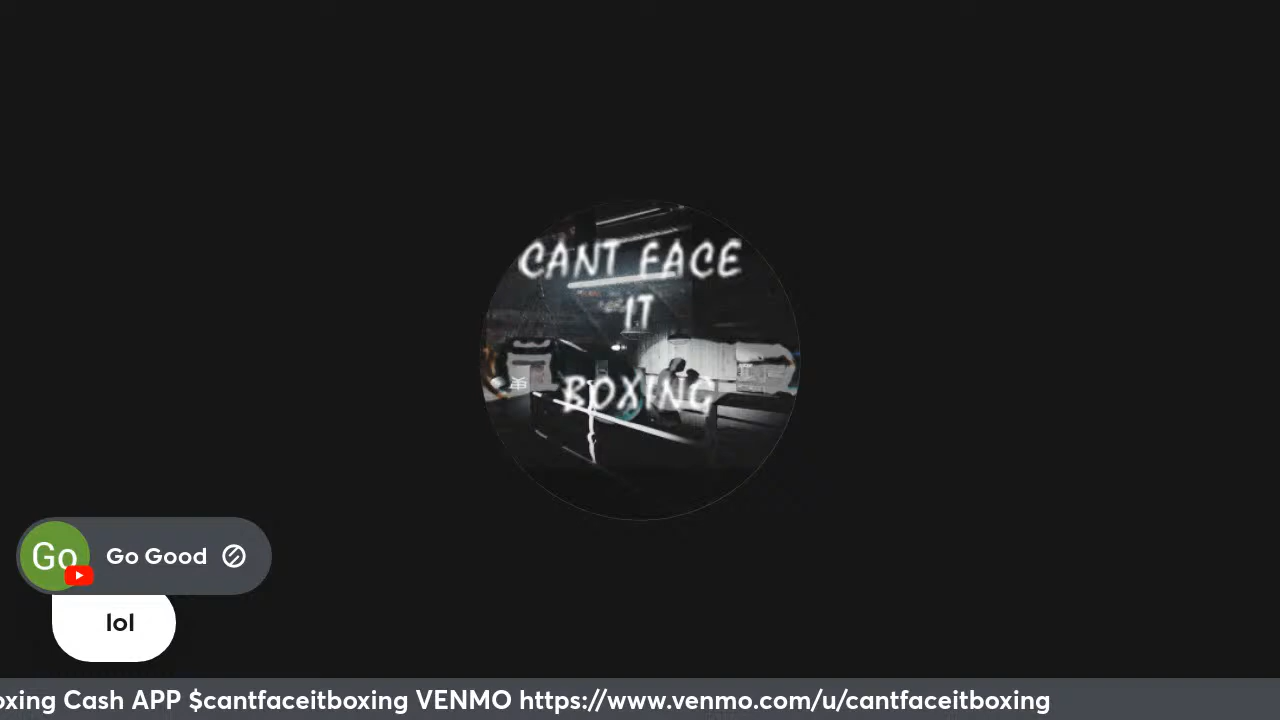 CANT FACE
IT
BOXING
Go
Go Good
lol
oxing Cash APP $cantfaceitboxing VENMO https://www.venmo.com/u/cantfaceitboxing